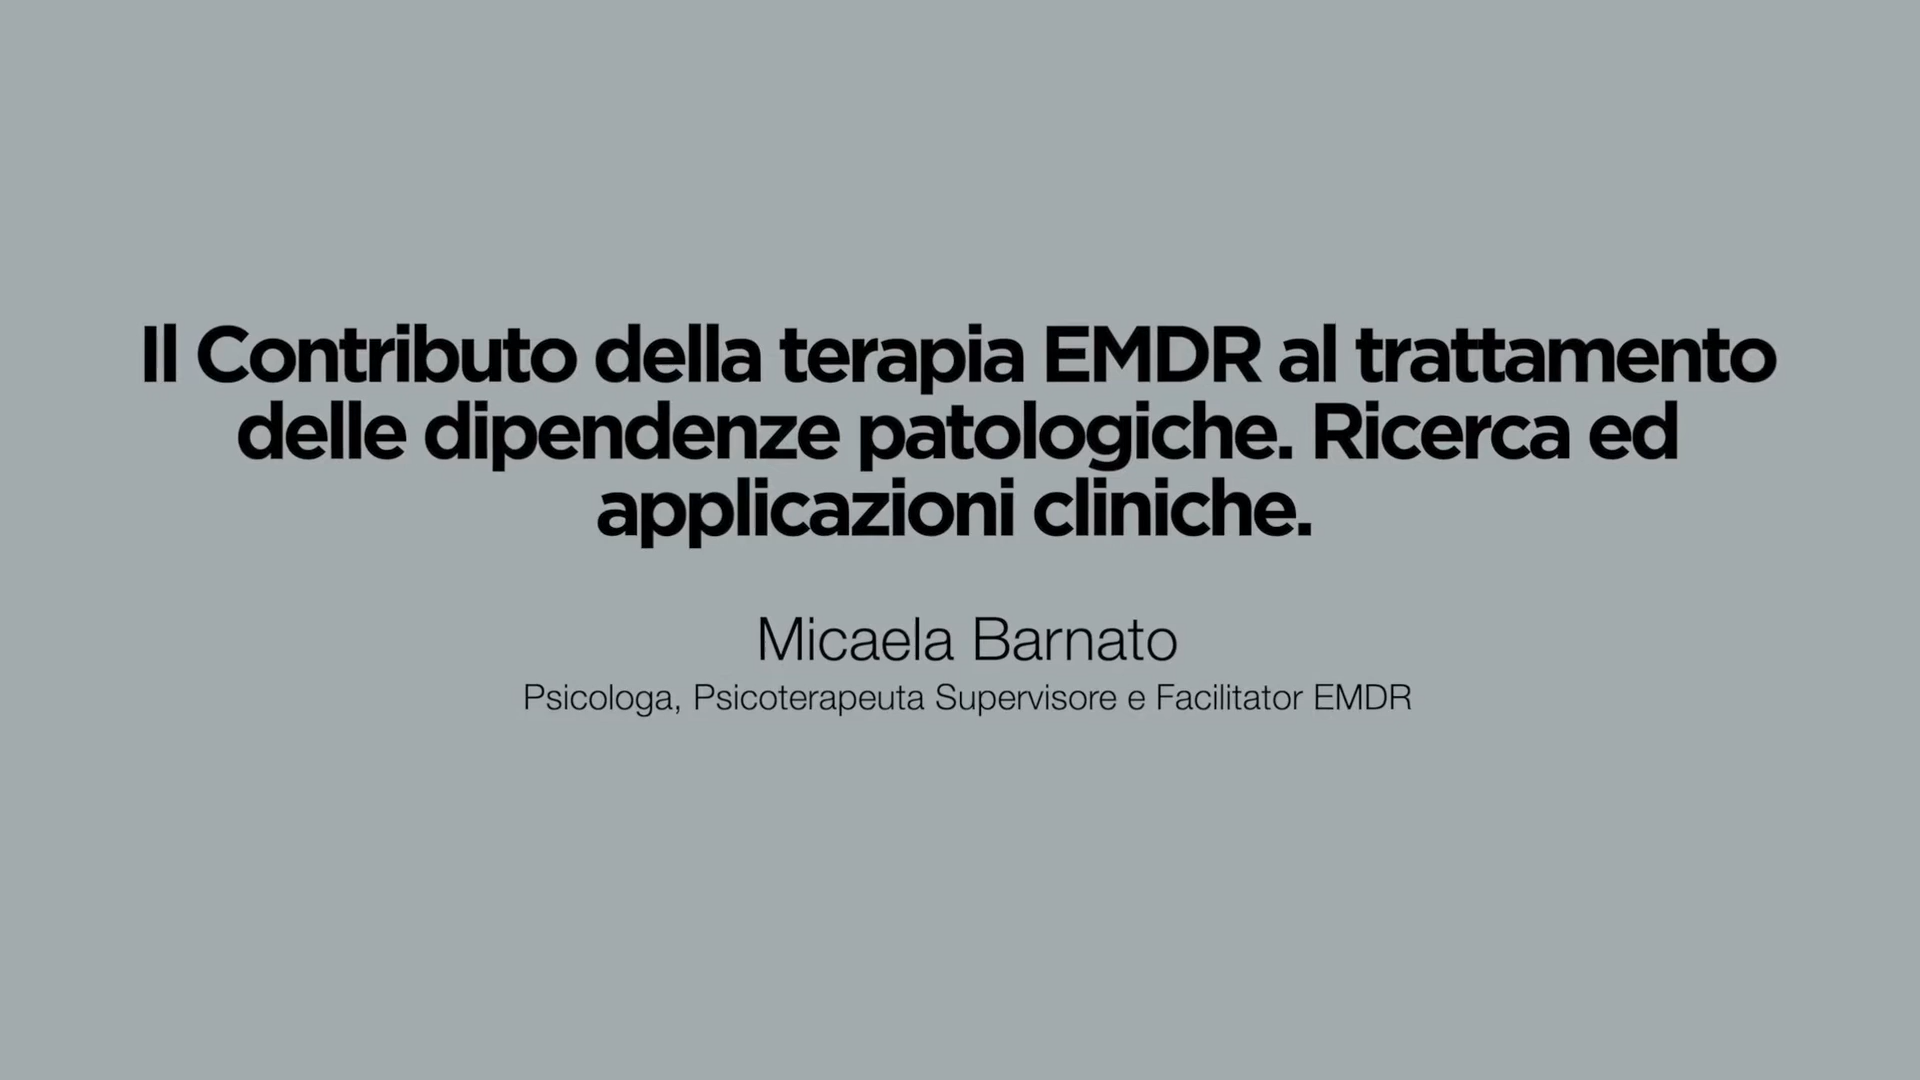 Il Contributo della terapia EMDR al trattamento
delle dipendenze patologiche. Ricerca ed
applicazioni cliniche.
Micaela Barnato
Psicologa, Psicoterapeuta Supervisore e Facilitator EMDR